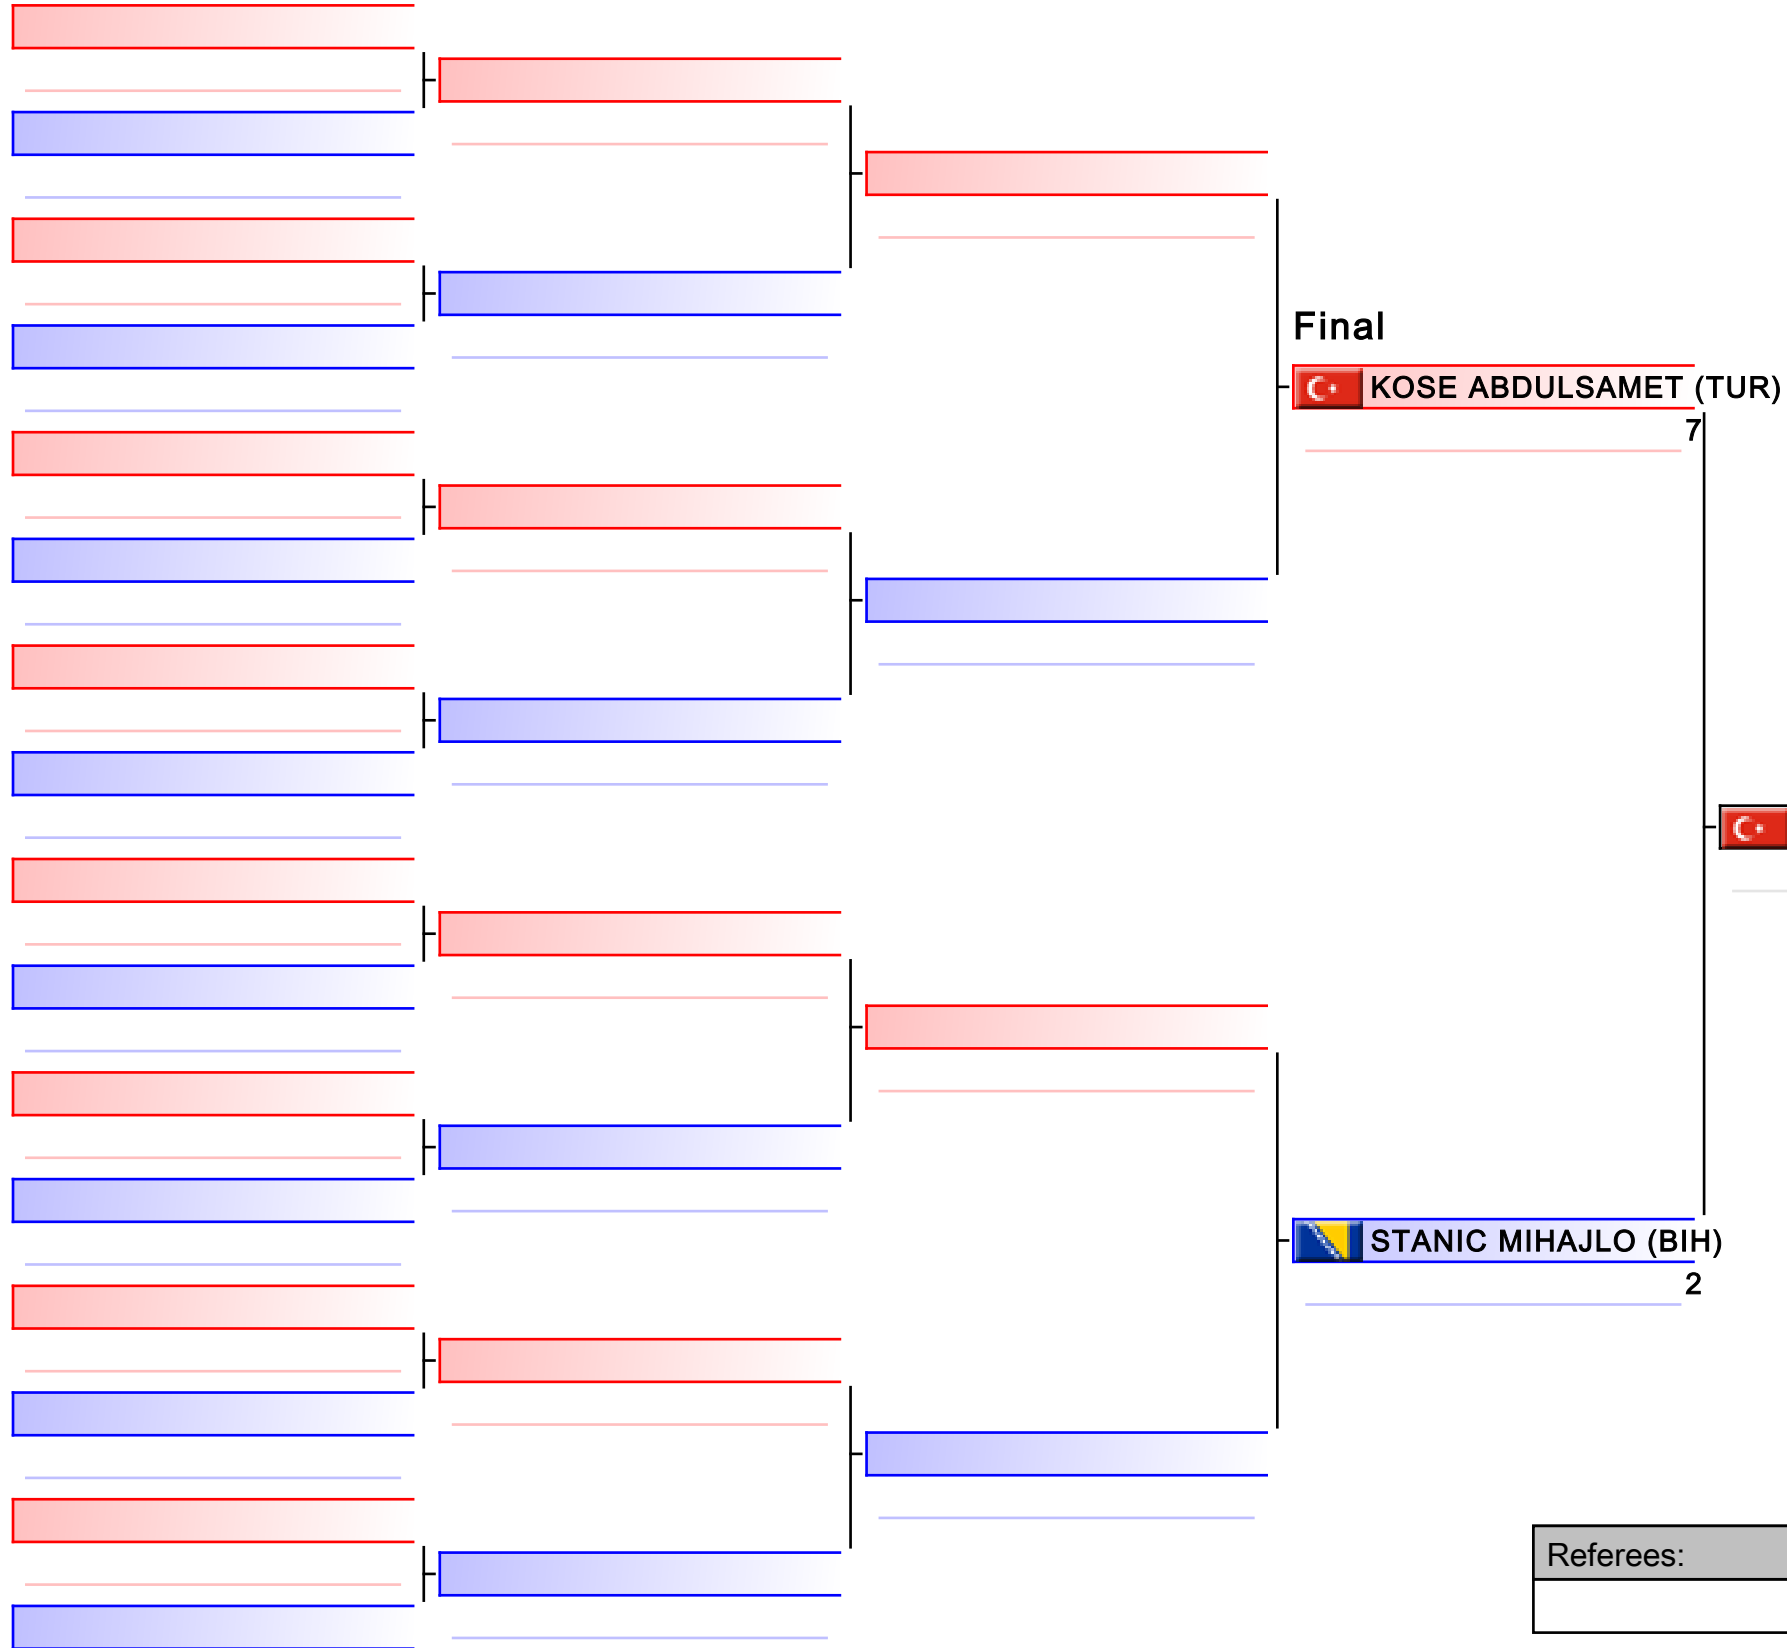 Final
KOSE ABDULSAMET (TUR)
7
STANIC MIHAJLO (BIH)
2
Referees: